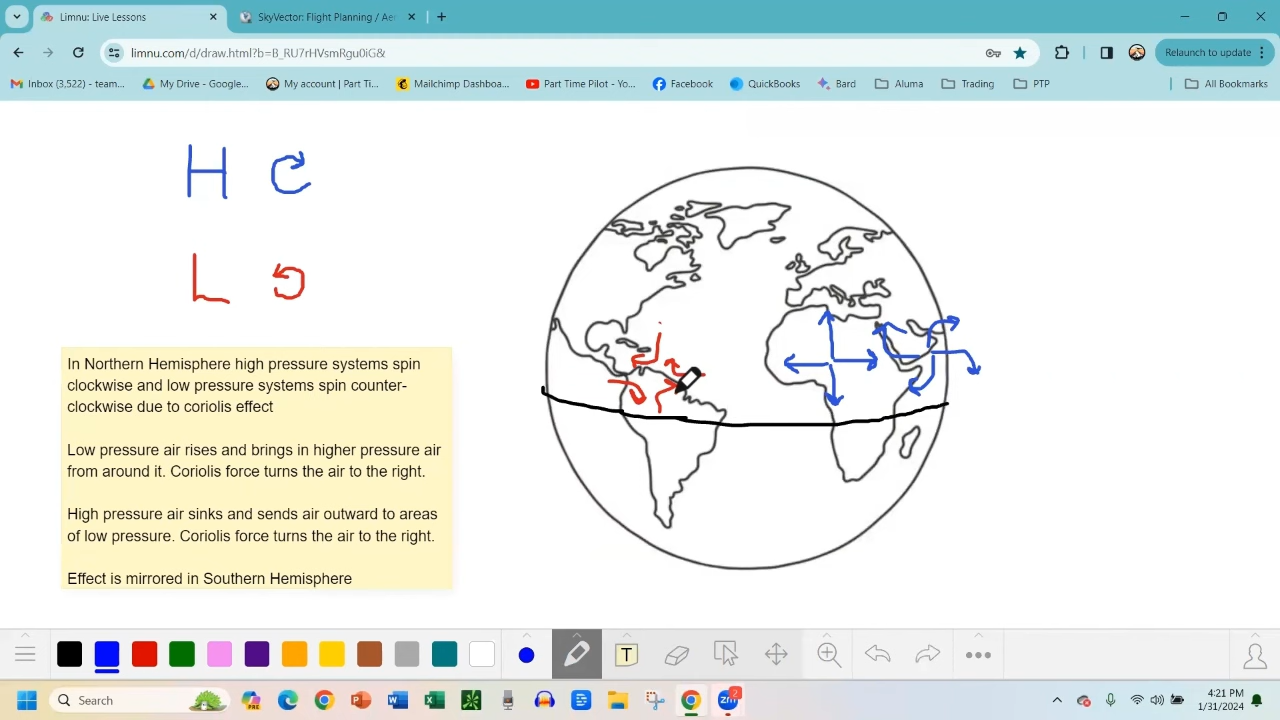 Limnu: Live Lessons
SkyVector: Flight Planning / Aer
limnu.com/d/draw.html?b=B_RU7rHVsmRgu0iG&
Relaunch to update
Inbox (3,522) - team...
My Drive - Google...
My account | Part Ti...
Mailchimp Dashboa...
Part Time Pilot - Yo...
Facebook
QuickBooks
Bard
Aluma
Trading
PTP
All Bookmarks
H
L
In Northern Hemisphere high pressure systems spin
clockwise and low pressure systems spin counter-
clockwise due to coriolis effect
Low pressure air rises and brings in higher pressure air
from around it. Coriolis force turns the air to the right.
High pressure air sinks and sends air outward to areas
of low pressure. Coriolis force turns the air to the right.
Effect is mirrored in Southern Hemisphere
T
Search
2
4:21 PM
1/31/2024